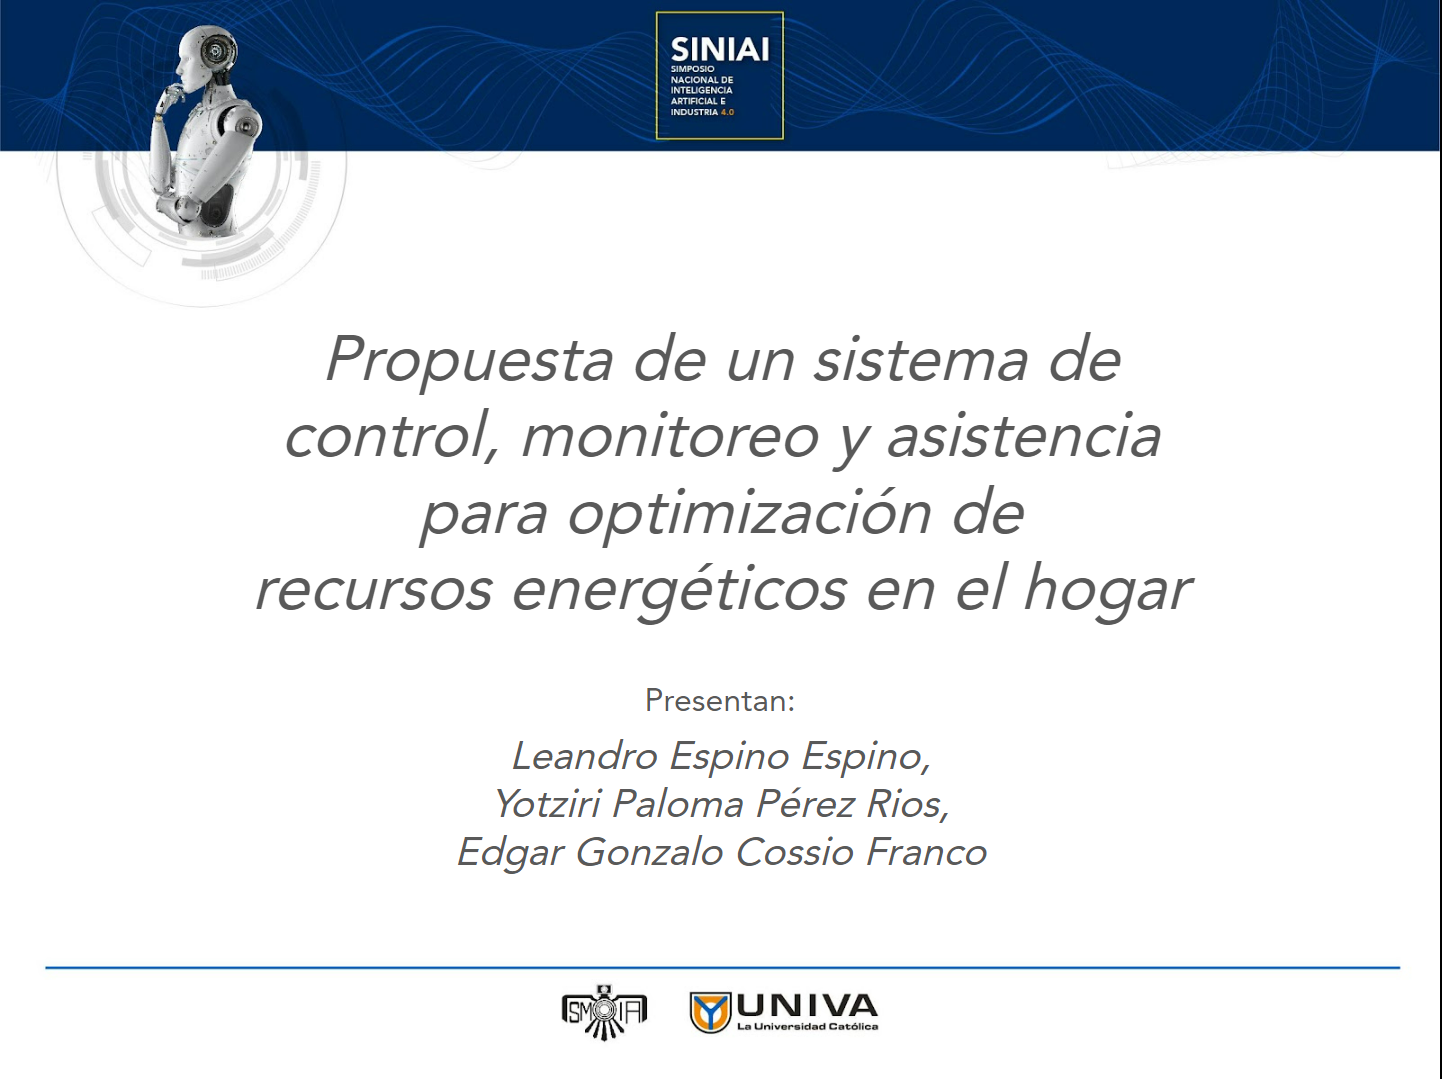 SINIAI
SIMPOSIO
NACIONAL DE
INTELIGENCIA
ARTIFICIAL E
INDUSTRIA 4.0
Propuesta de un sistema de
control, monitoreo y asistencia
para optimización de
recursos energéticos en el hogar
Presentan:
Leandro Espino Espino,
Yotziri Paloma Pérez Rios,
Edgar Gonzalo Cossio Franco
SMIA
UNIVA
La Universidad Católica